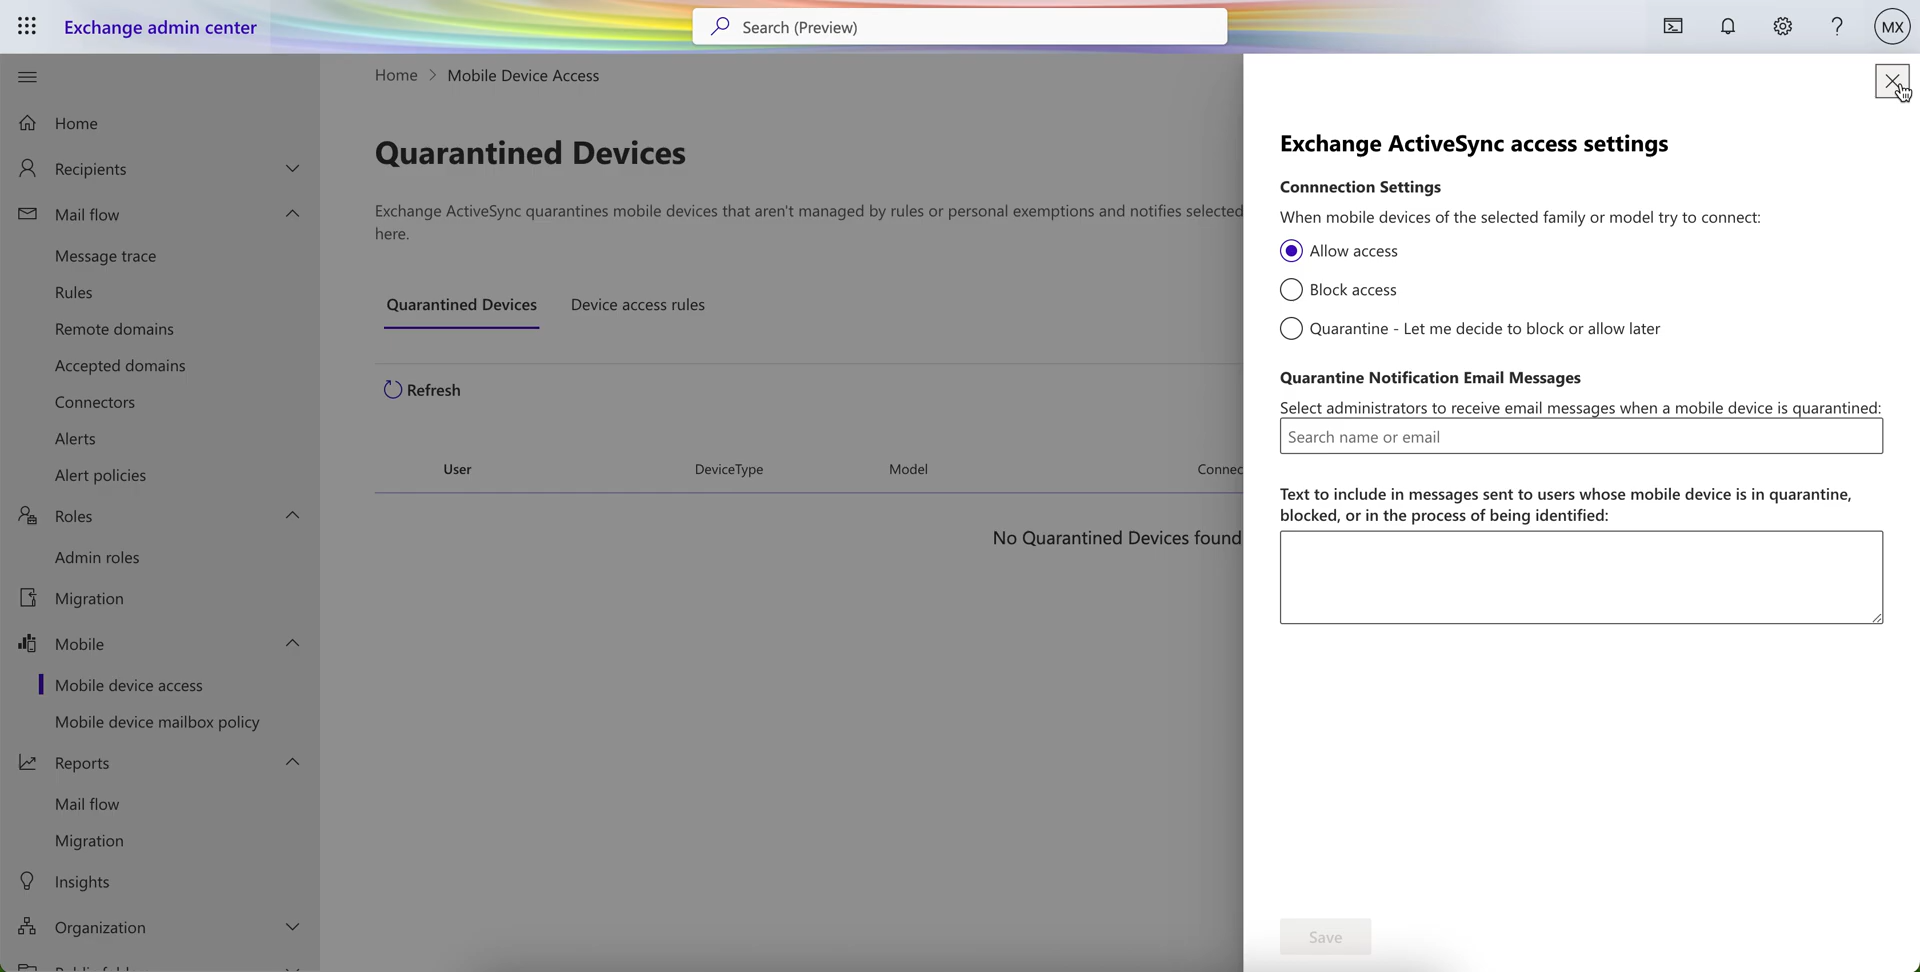 Exchange admin center
Search (Preview)
MX
Home
Recipients
Mail flow
Message trace
Rules
Remote domains
Accepted domains
Connectors
Alerts
Alert policies
Roles
Admin roles
Migration
Mobile
Mobile device access
Mobile device mailbox policy
Reports
Mail flow
Migration
Insights
Organization
Home > Mobile Device Access
Quarantined Devices
Exchange ActiveSync quarantines mobile devices that aren't managed by rules or personal exemptions and notifies selected
here.
Quarantined Devices Device access rules
Refresh
User DeviceType Model Connec
No Quarantined Devices found
Exchange ActiveSync access settings
Connnection Settings
When mobile devices of the selected family or model try to connect:
Allow access
Block access
Quarantine - Let me decide to block or allow later
Quarantine Notification Email Messages
Select administrators to receive email messages when a mobile device is quarantined:
Search name or email
Text to include in messages sent to users whose mobile device is in quarantine,
blocked, or in the process of being identified:
Save